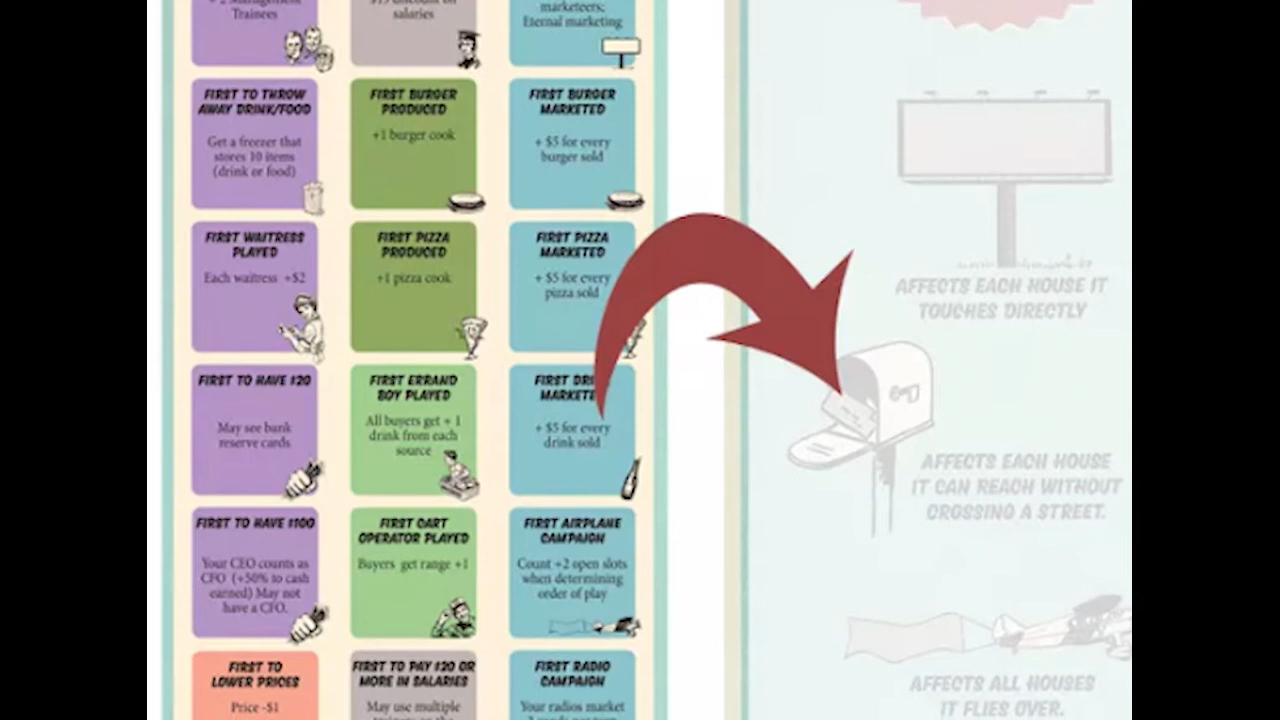 + 2 Management
Trainees
$15 discount on
salaries
marketeers;
Eternal marketing
FIRST TO THROW
AWAY DRINK/FOOD
Get a freezer that
stores 10 items
(drink or food)
FIRST BURGER
PRODUCED
+1 burger cook
FIRST BURGER
MARKETED
+ $5 for every
burger sold
FIRST WAITRESS
PLAYED
Each waitress +$2
FIRST PIZZA
PRODUCED
+1 pizza cook
FIRST PIZZA
MARKETED
+ $5 for every
pizza sold
FIRST TO HAVE $20
May see bank
reserve cards
FIRST ERRAND
BOY PLAYED
All buyers get + 1
drink from each
source
FIRST
MARKETE
+ $5 for every
drink sold
FIRST TO HAVE $100
Your CEO counts as
CFO (+50% to cash
earned) May not
have a CFO.
FIRST CART
OPERATOR PLAYED
Buyers get range +1
FIRST AIRPLANE
CAMPAIGN
Count +2 open slots
when determining
order of play
FIRST TO
LOWER PRICES
Price -$1
FIRST TO PAY $20 OR
MORE IN SALARIES
May use multiple
FIRST RADIO
CAMPAIGN
Your radios market
AFFECTS EACH HOUSE IT
TOUCHES DIRECTLY
AFFECTS EACH HOUSE
IT CAN REACH WITHOUT
CROSSING A STREET.
AFFECTS ALL HOUSES
IT FLIES OVER.